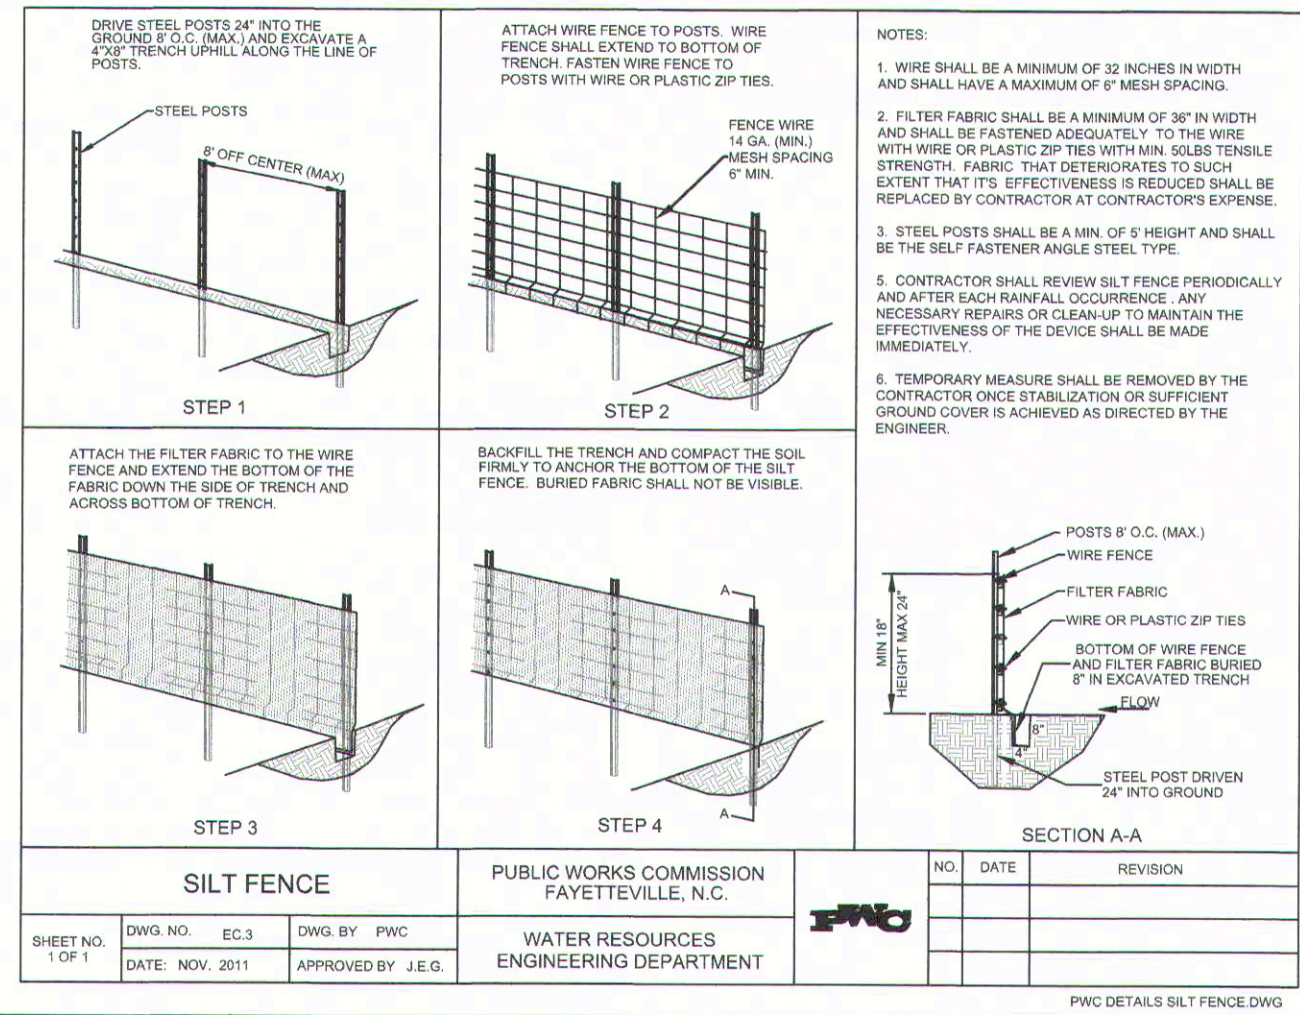 DRIVE STEEL POSTS 24" INTO THE
GROUND 8' O.C. (MAX.) AND EXCAVATE A
4"X8" TRENCH UPHILL ALONG THE LINE OF
POSTS.
STEEL POSTS
8' OFF CENTER (MAX)
STEP 1
ATTACH WIRE FENCE TO POSTS. WIRE
FENCE SHALL EXTEND TO BOTTOM OF
TRENCH. FASTEN WIRE FENCE TO
POSTS WITH WIRE OR PLASTIC ZIP TIES.
FENCE WIRE
14 GA. (MIN.)
MESH SPACING
6" MIN.
STEP 2
ATTACH THE FILTER FABRIC TO THE WIRE
FENCE AND EXTEND THE BOTTOM OF THE
FABRIC DOWN THE SIDE OF TRENCH AND
ACROSS BOTTOM OF TRENCH.
STEP 3
BACKFILL THE TRENCH AND COMPACT THE SOIL
FIRMLY TO ANCHOR THE BOTTOM OF THE SILT
FENCE. BURIED FABRIC SHALL NOT BE VISIBLE.
A
A
STEP 4
NOTES:
1. WIRE SHALL BE A MINIMUM OF 32 INCHES IN WIDTH
AND SHALL HAVE A MAXIMUM OF 6" MESH SPACING.
2. FILTER FABRIC SHALL BE A MINIMUM OF 36" IN WIDTH
AND SHALL BE FASTENED ADEQUATELY TO THE WIRE
WITH WIRE OR PLASTIC ZIP TIES WITH MIN. 50LBS TENSILE
STRENGTH. FABRIC THAT DETERIORATES TO SUCH
EXTENT THAT IT'S EFFECTIVENESS IS REDUCED SHALL BE
REPLACED BY CONTRACTOR AT CONTRACTOR'S EXPENSE.
3. STEEL POSTS SHALL BE A MIN. OF 5' HEIGHT AND SHALL
BE THE SELF FASTENER ANGLE STEEL TYPE.
5. CONTRACTOR SHALL REVIEW SILT FENCE PERIODICALLY
AND AFTER EACH RAINFALL OCCURRENCE . ANY
NECESSARY REPAIRS OR CLEAN-UP TO MAINTAIN THE
EFFECTIVENESS OF THE DEVICE SHALL BE MADE
IMMEDIATELY.
6. TEMPORARY MEASURE SHALL BE REMOVED BY THE
CONTRACTOR ONCE STABILIZATION OR SUFFICIENT
GROUND COVER IS ACHIEVED AS DIRECTED BY THE
ENGINEER.
POSTS 8' O.C. (MAX.)
WIRE FENCE
FILTER FABRIC
WIRE OR PLASTIC ZIP TIES
BOTTOM OF WIRE FENCE
AND FILTER FABRIC BURIED
8" IN EXCAVATED TRENCH
FLOW
MIN 18"
HEIGHT MAX 24"
8"
4"
STEEL POST DRIVEN
24" INTO GROUND
SECTION A-A
SILT FENCE
SHEET NO.
1 OF 1
DWG. NO. EC.3
DWG. BY PWC
DATE: NOV. 2011
APPROVED BY J.E.G.
PUBLIC WORKS COMMISSION
FAYETTEVILLE, N.C.
WATER RESOURCES
ENGINEERING DEPARTMENT
PWC
NO. DATE REVISION
PWC DETAILS SILT FENCE.DWG